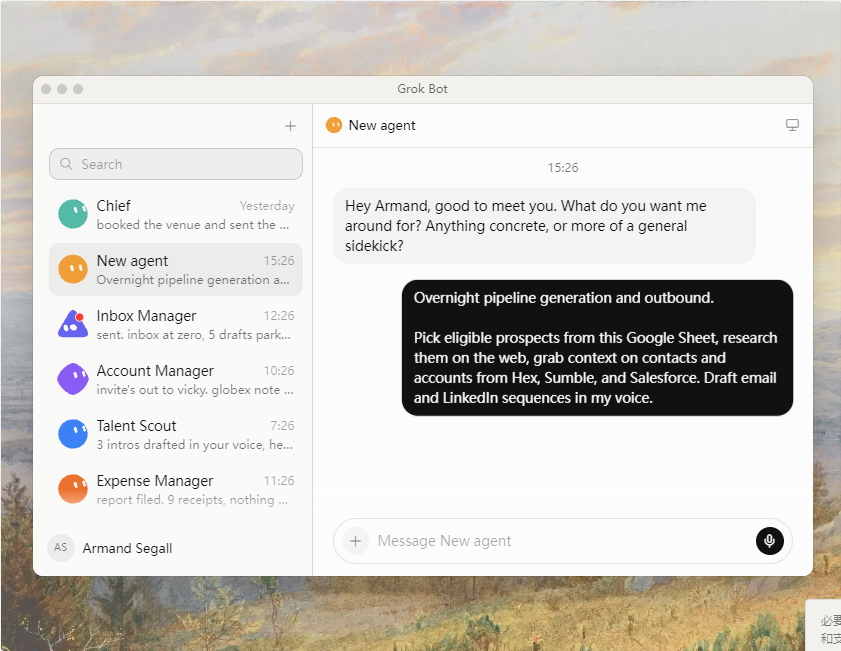 Grok Bot
Search
Chief
Yesterday
booked the venue and sent the ...
New agent
15:26
Overnight pipeline generation a...
Inbox Manager
12:26
sent. inbox at zero, 5 drafts park...
Account Manager
10:26
invite's out to vicky. globex note ...
Talent Scout
7:26
3 intros drafted in your voice, he...
Expense Manager
11:26
report filed. 9 receipts, nothing ...
AS
Armand Segall
New agent
15:26
Hey Armand, good to meet you. What do you want me
around for? Anything concrete, or more of a general
sidekick?
Overnight pipeline generation and outbound.
Pick eligible prospects from this Google Sheet, research
them on the web, grab context on contacts and
accounts from Hex, Sumble, and Salesforce. Draft email
and LinkedIn sequences in my voice.
Message New agent
必要
和支